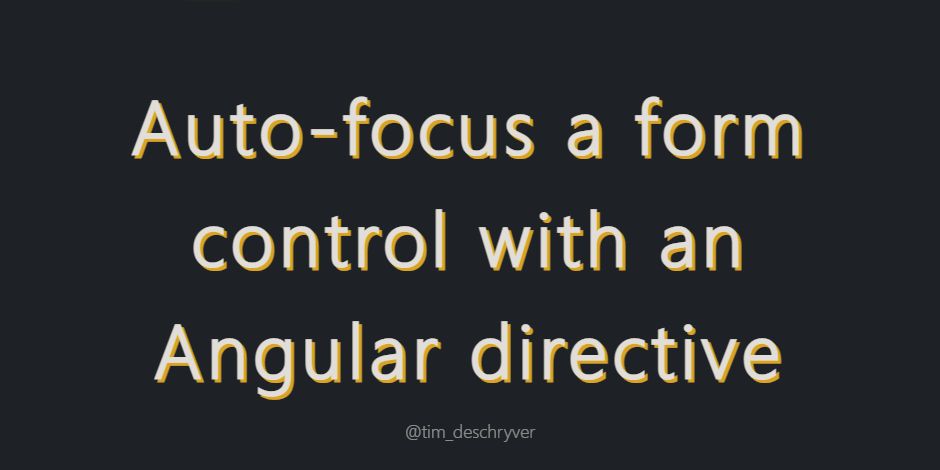 Auto-focus a form
control with an
Angular directive
@tim_deschryver